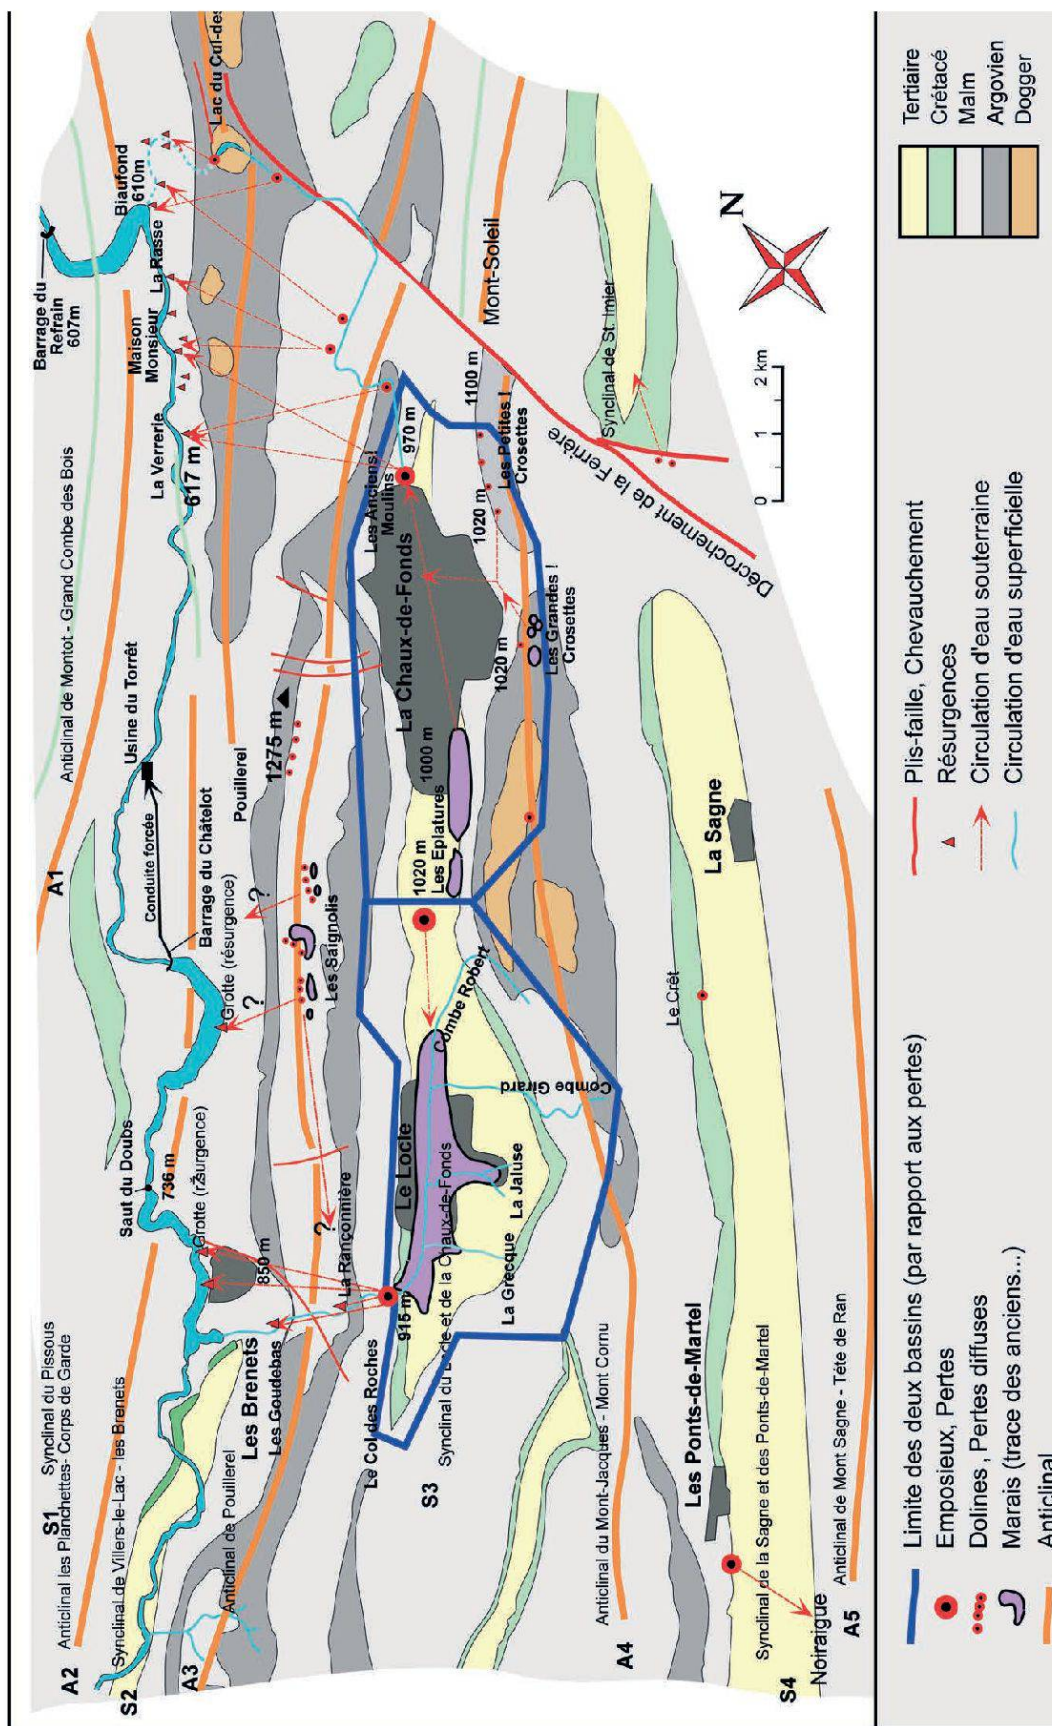 S1
Synclinal du Pissous
A2
Anticlinal les Planchettes- Corps de Garde
S2
Synclinal de Villers-le-Lac - les Brenets
A3
Anticlinal de Pouillerel
A1
Anticlinal de Montot - Grand Combe des Bois
Barrage du
Refrain
607m
Biaufond
610m
Lac du Cul-des
La Rasse
Maison
Monsieur
La Verrerie
617 m
Usine du Torrêt
Conduite forcée
Barrage du Châtelot
Grotte (résurgence)
Saut du Doubs
736 m
Pouillerel
1275 m
?
?
?
Les Saignolis
850 m
Les Brenets
Les Goudebas
La Rançonnière
Le Col des Roches
915 m
S3
Le Locle
Synclinal du Locle et de la Chaux-de-Fonds
La Jaluse
La Grecque
Combe Girard
Combe Robert
1020 m
Les Eplatures
1000 m
La Chaux-de-Fonds
Les Anciens!
Moulins
970 m
1100 m
Les Petites !
Crosettes
1020 m
1020 m
Les Grandes !
Crosettes
Mont-Soleil
Synclinal de St. Imier
Décrochement de la Ferrière
N
0 1 2 km
A4
Anticlinal du Mont-Jacques - Mont Cornu
Les Ponts-de-Martel
Le Crêt
La Sagne
Synclinal de la Sagne et des Ponts-de-Martel
S4
Noiraigue
A5
Anticlinal de Mont Sagne - Tête de Rian
Limite des deux bassins (par rapport aux pertes)
Emposieux, Pertes
Dolines, Pertes diffuses
Marais (trace des anciens...)
Anticlinal
Plis-faille, Chevauchement
Résurgences
Circulation d'eau souterraine
Circulation d'eau superficielle
Tertiaire
Crétacé
Malm
Argovien
Dogger